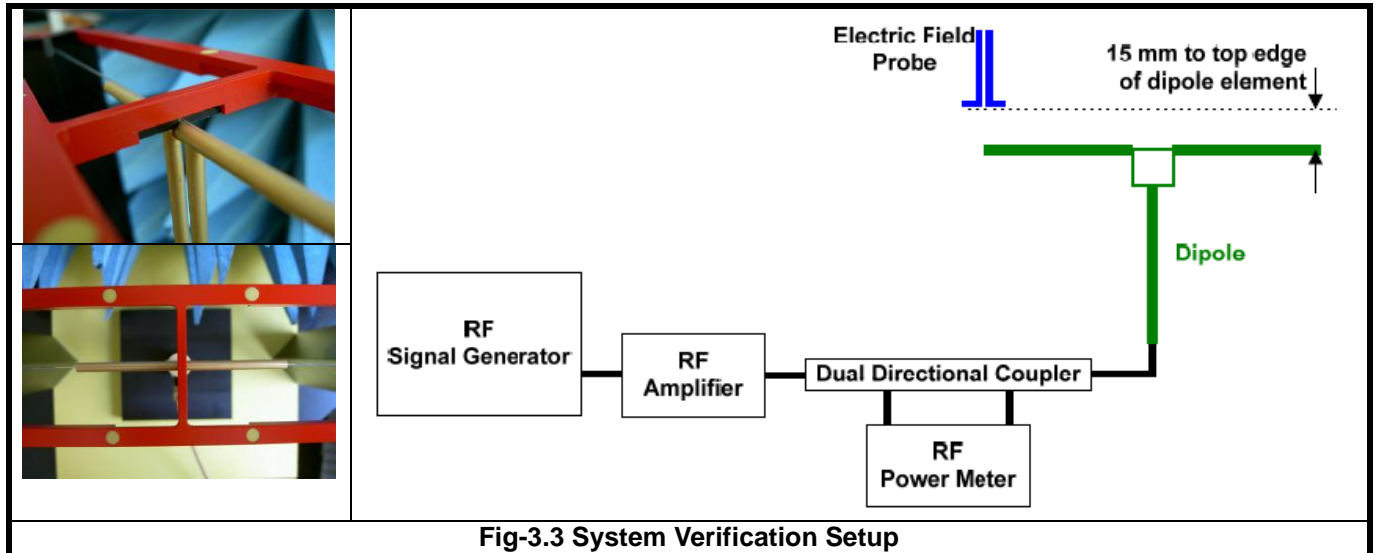 Electric Field
Probe
15 mm to top edge
of dipole element
Dipole
RF
Signal Generator
RF
Amplifier
Dual Directional Coupler
RF
Power Meter
Fig-3.3 System Verification Setup